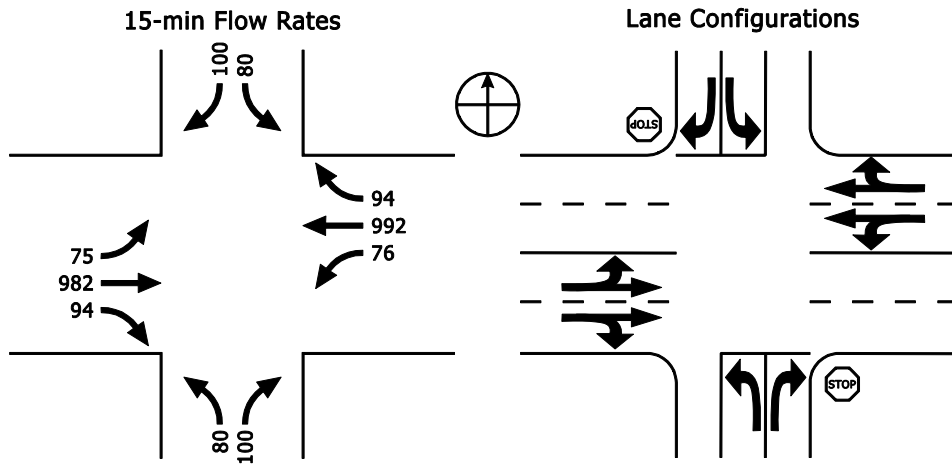 15-min Flow Rates
Lane Configurations
100
80
STOP
94
992
76
75
982
94
80
100
STOP